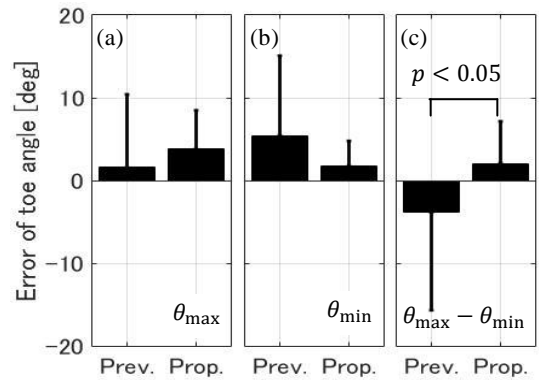 Error of toe angle [deg]
20
10
0
-10
-20
(a)
θmax
Prev. Prop.
(b)
θmin
Prev. Prop.
(c)
p < 0.05
θmax − θmin
Prev. Prop.